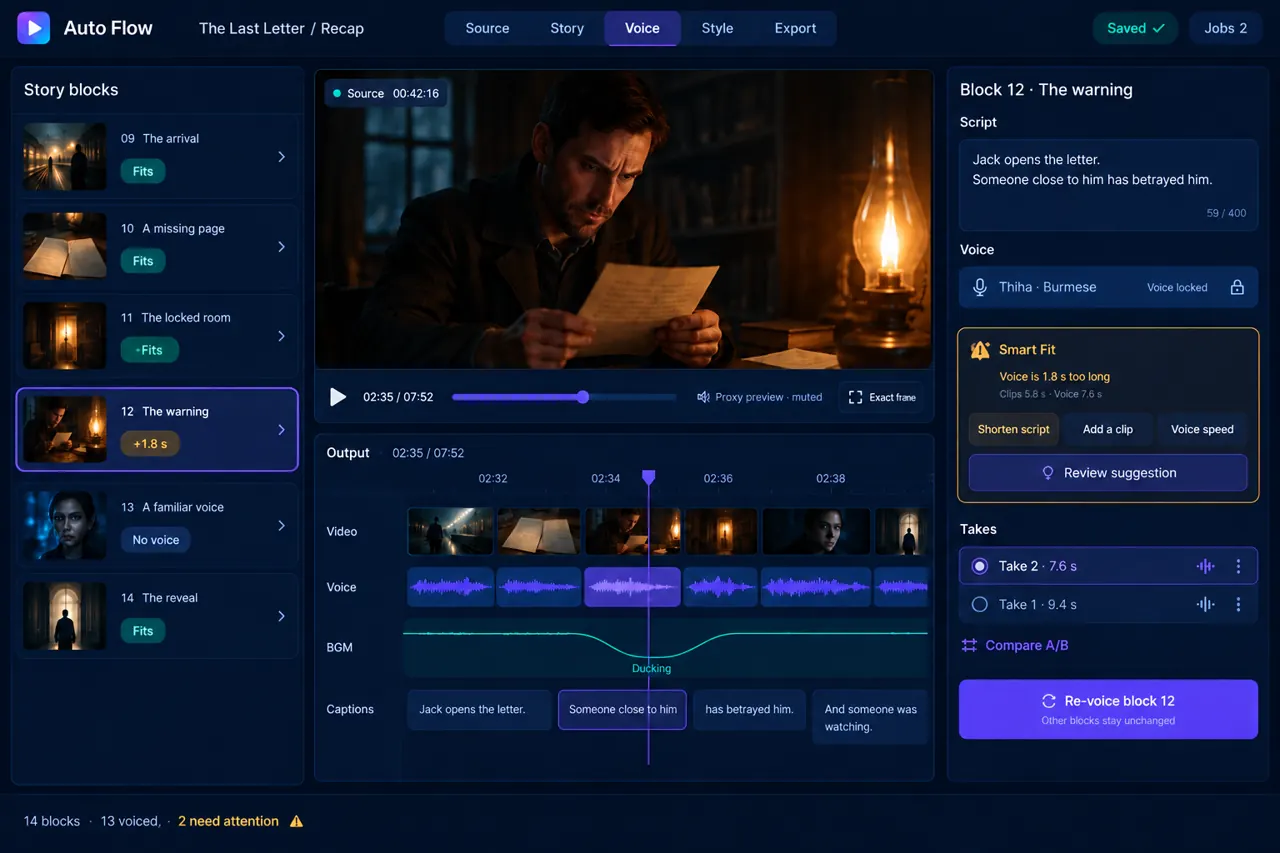 Auto Flow
The Last Letter / Recap
Source
Story
Voice
Style
Export
Saved ✓
Jobs 2
Story blocks
09 The arrival
Fits
10 A missing page
Fits
11 The locked room
Fits
12 The warning
+1.8 s
13 A familiar voice
No voice
14 The reveal
Fits
Source 00:42:16
02:35 / 07:52
Proxy preview · muted
Exact frame
Output · 02:35 / 07:52
02:32
02:34
02:36
02:38
Video
Voice
BGM
Ducking
Captions
Jack opens the letter.
Someone close to him
has betrayed him.
And someone was
watching.
Block 12 · The warning
Script
Jack opens the letter.
Someone close to him has betrayed him.
59 / 400
Voice
Thiha · Burmese
Voice locked
Smart Fit
Voice is 1.8 s too long
Clips 5.8 s · Voice 7.6 s
Shorten script
Add a clip
Voice speed
Review suggestion
Takes
Take 2 · 7.6 s
Take 1 · 9.4 s
Compare A/B
Re-voice block 12
Other blocks stay unchanged
14 blocks · 13 voiced, · 2 need attention